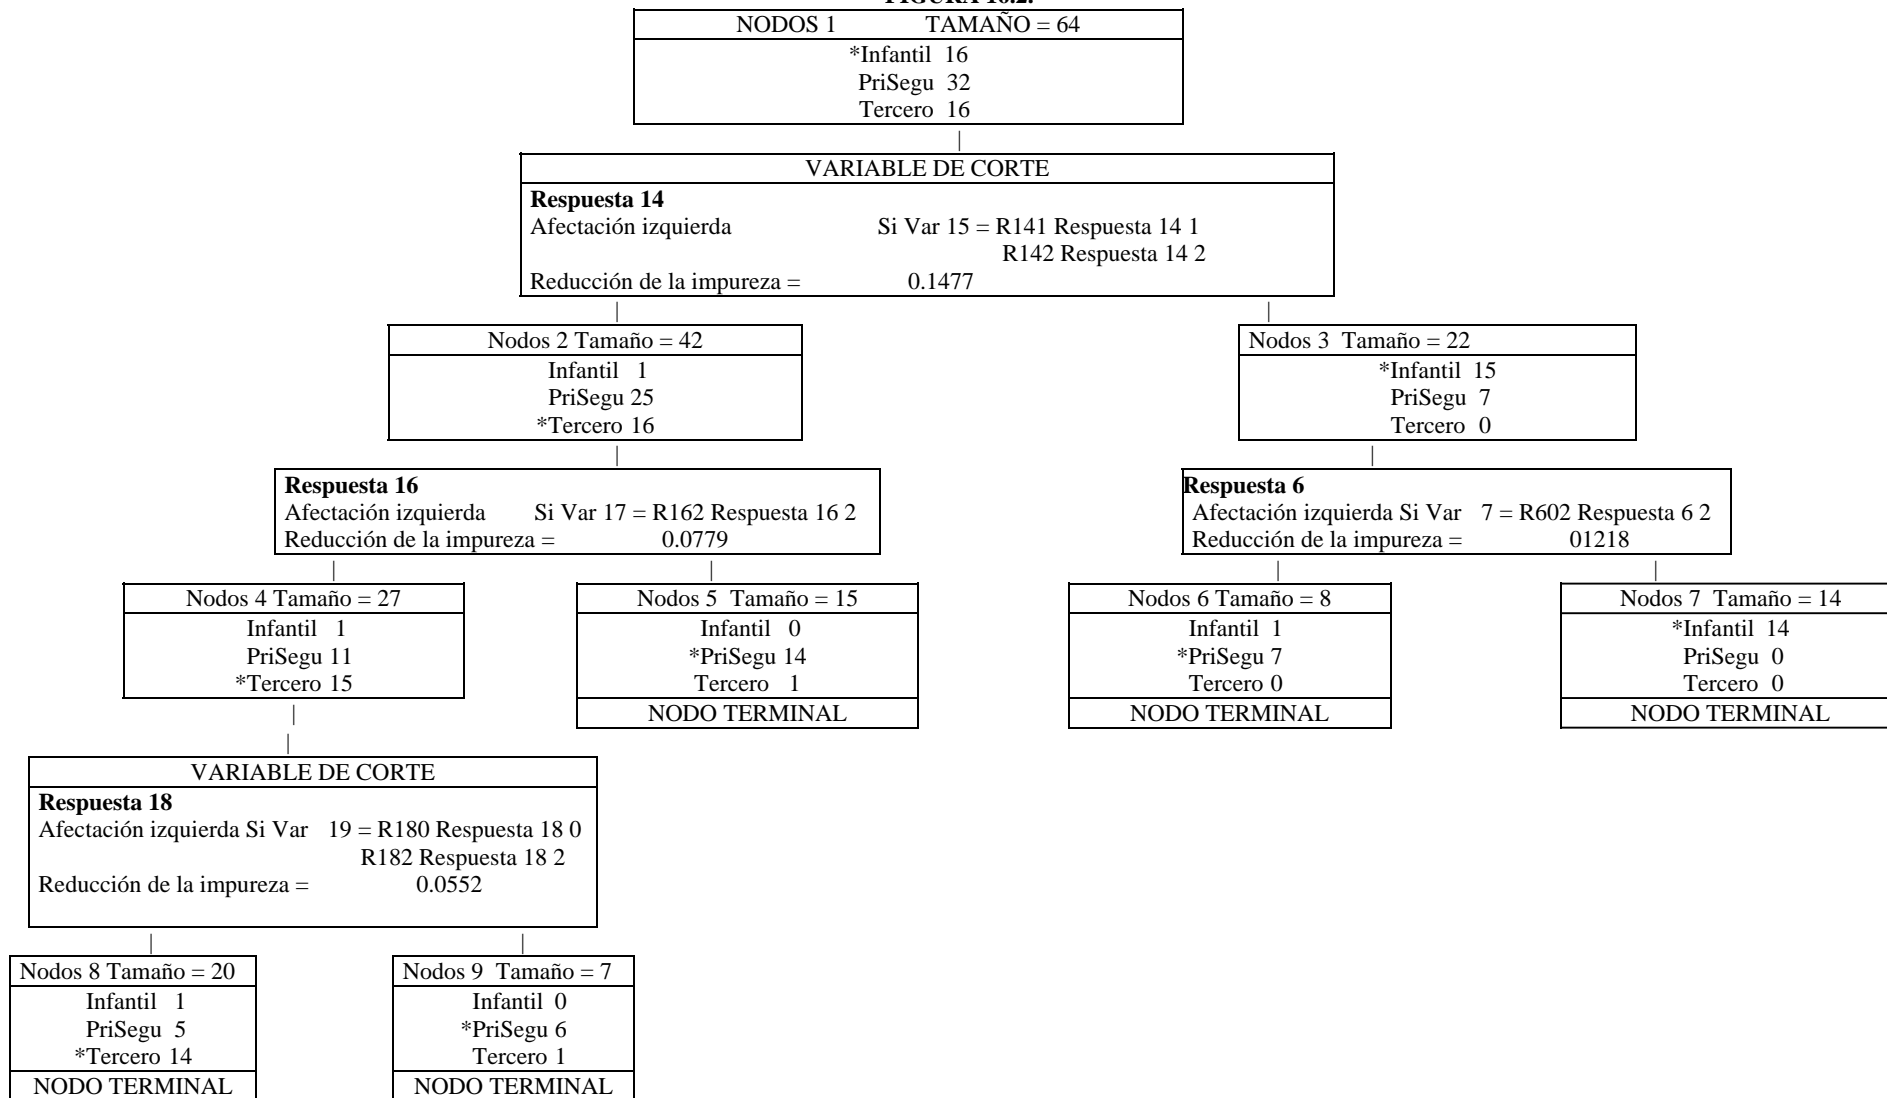 FIGURA 16.2.
NODOS 1 TAMAÑO = 64
*Infantil 16
PriSegu 32
Tercero 16
VARIABLE DE CORTE
Respuesta 14
Afectación izquierda Si Var 15 = R141 Respuesta 14 1
R142 Respuesta 14 2
Reducción de la impureza = 0.1477
Nodos 2 Tamaño = 42
Infantil 1
PriSegu 25
*Tercero 16
Nodos 3 Tamaño = 22
*Infantil 15
PriSegu 7
Tercero 0
Respuesta 16
Afectación izquierda Si Var 17 = R162 Respuesta 16 2
Reducción de la impureza = 0.0779
Respuesta 6
Afectación izquierda Si Var 7 = R602 Respuesta 6 2
Reducción de la impureza = 01218
Nodos 4 Tamaño = 27
Infantil 1
PriSegu 11
*Tercero 15
Nodos 5 Tamaño = 15
Infantil 0
*PriSegu 14
Tercero 1
NODO TERMINAL
Nodos 6 Tamaño = 8
Infantil 1
*PriSegu 7
Tercero 0
NODO TERMINAL
Nodos 7 Tamaño = 14
*Infantil 14
PriSegu 0
Tercero 0
NODO TERMINAL
VARIABLE DE CORTE
Respuesta 18
Afectación izquierda Si Var 19 = R180 Respuesta 18 0
R182 Respuesta 18 2
Reducción de la impureza = 0.0552
Nodos 8 Tamaño = 20
Infantil 1
PriSegu 5
*Tercero 14
NODO TERMINAL
Nodos 9 Tamaño = 7
Infantil 0
*PriSegu 6
Tercero 1
NODO TERMINAL